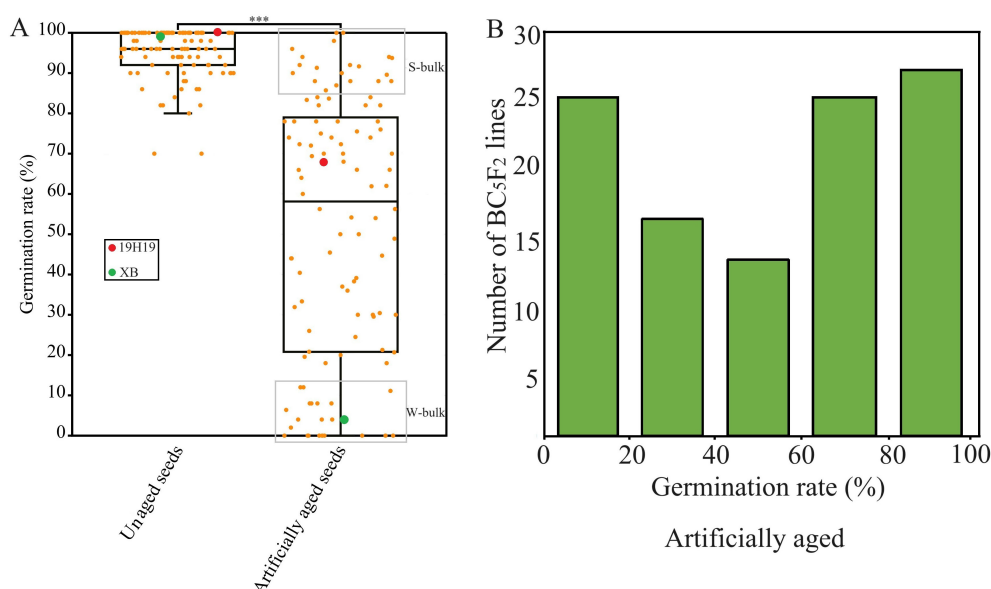 A
***
Germination rate (%)
100
90
80
70
60
50
40
30
20
10
0
S-bulk
W-bulk
19H19
XB
Unaged seeds
Artificially aged seeds
B
Number of BC₅F₂ lines
30
25
20
15
10
5
0 20 40 60 80 100
Germination rate (%)
Artificially aged